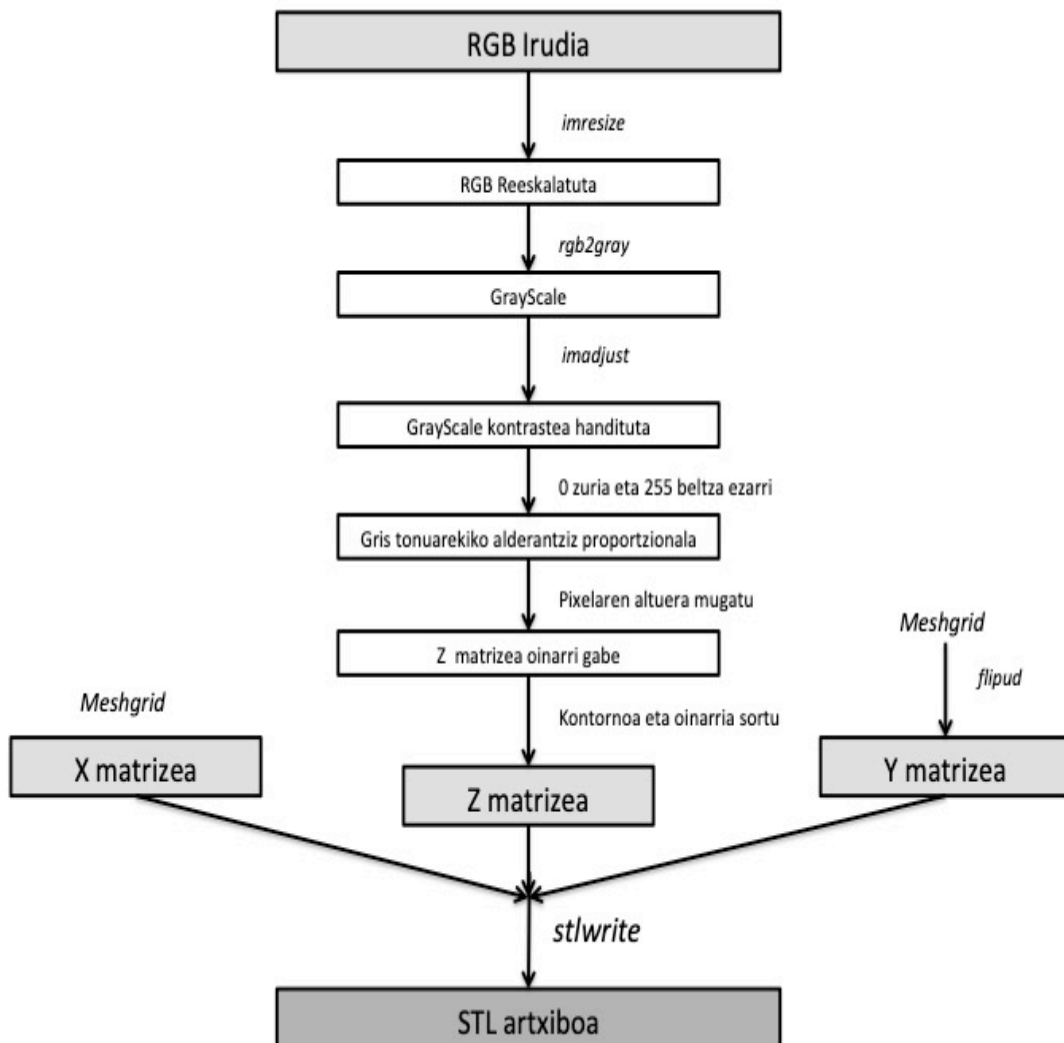 RGB Irudia
imresize
RGB Reeskalatuta
rgb2gray
GrayScale
imadjust
GrayScale kontrastea handituta
0 zuria eta 255 beltza ezarri
Gris tonuarekiko alderantziz proportzionala
Pixelaren altuera mugatu
Z matrizea oinarri gabe
Kontornoa eta oinarria sortu
Meshgrid
X matrizea
Z matrizea
Meshgrid
flipud
Y matrizea
stlwrite
STL artxiboa